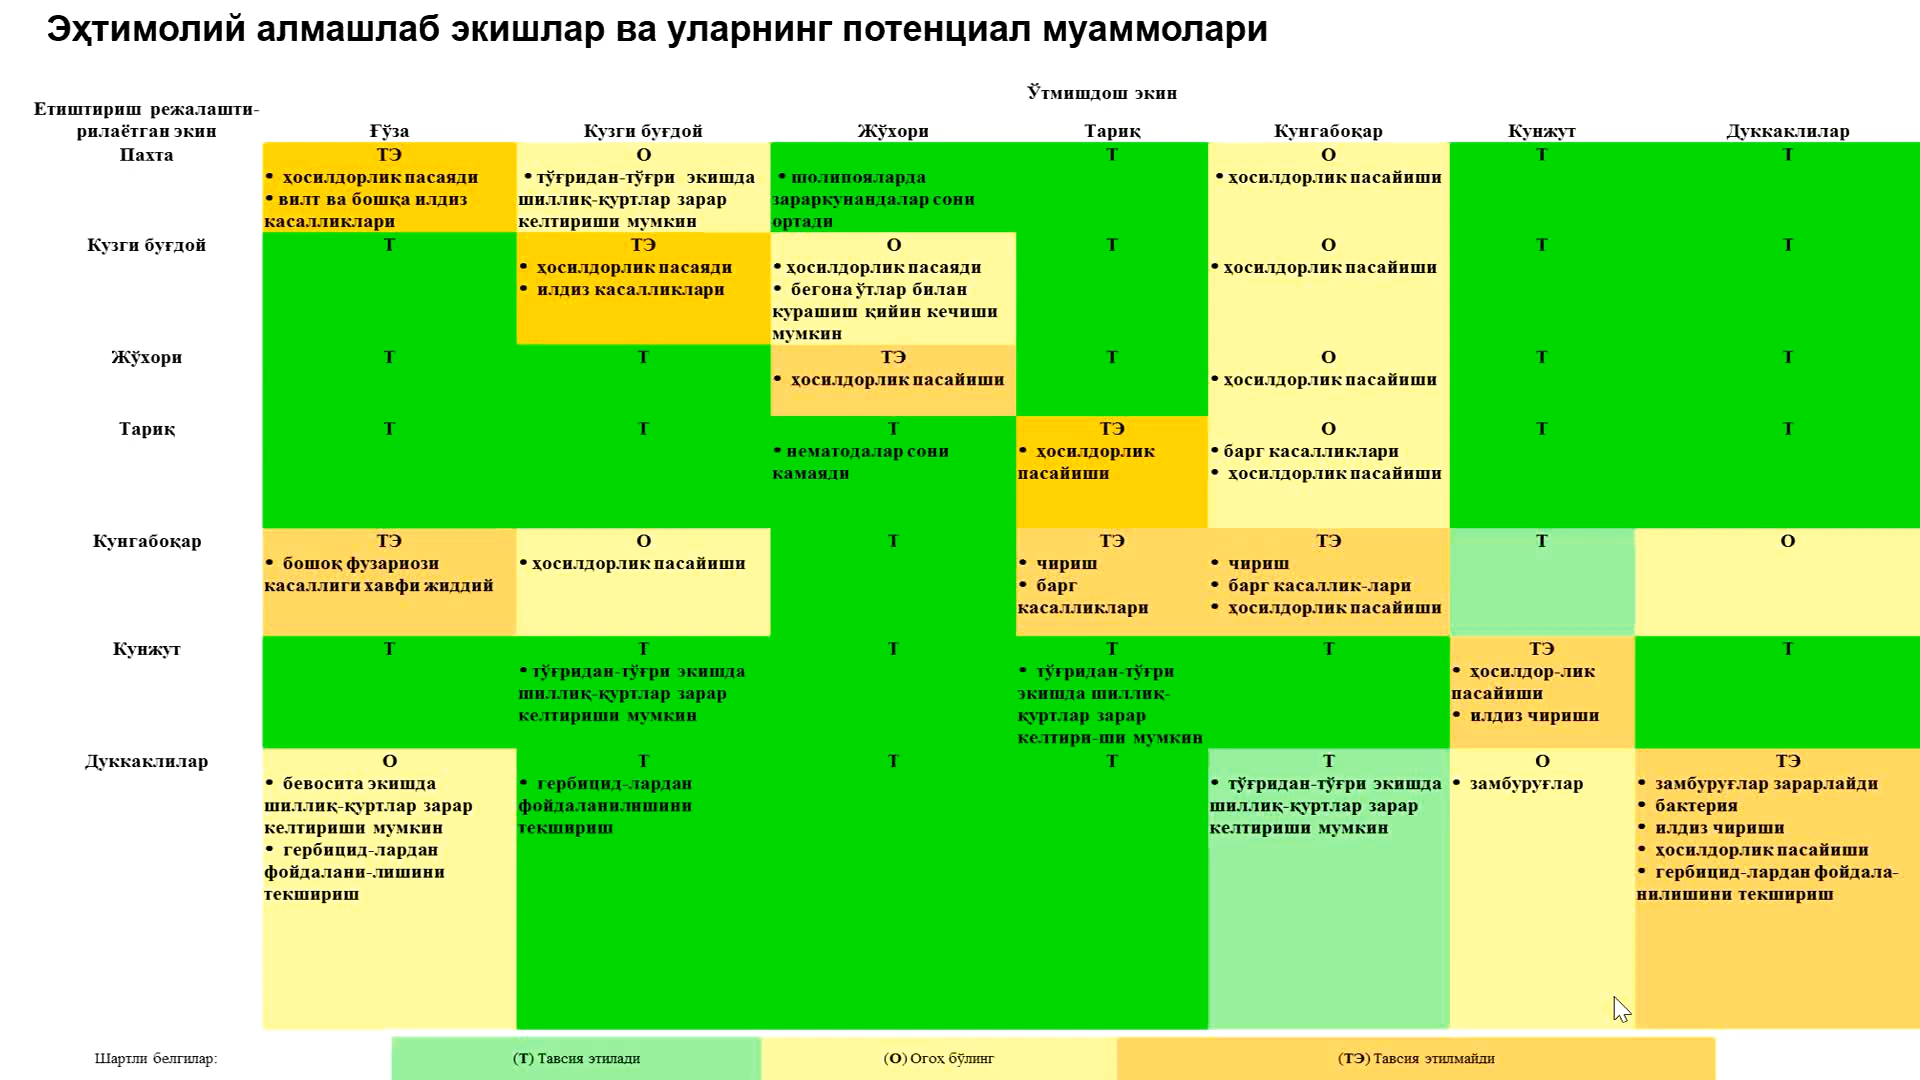 Эҳтимолий алмашлаб экишлар ва уларнинг потенциал муаммолари
Ўтмишдош экин
Етиштириш режалашти-
рилаётган экин
Ғўза
Кузги буғдой
Жўхори
Тариқ
Кунгабоқар
Кунжут
Дуккаклилар
Пахта
ТЭ
• ҳосилдорлик пасаяди
• вилт ва бошқа илдиз
касалликлари
О
• тўғридан-тўғри экишда
шиллиқ-қуртлар зарар
келтириши мумкин
• шолипояларда
зараркунандалар сони
ортади
Т
О
• ҳосилдорлик пасайиши
Т
Т
Кузги буғдой
Т
ТЭ
• ҳосилдорлик пасаяди
• илдиз касалликлари
О
• ҳосилдорлик пасаяди
• бегона ўтлар билан
курашиш қийин кечиши
мумкин
Т
О
• ҳосилдорлик пасайиши
Т
Т
Жўхори
Т
Т
ТЭ
• ҳосилдорлик пасайиши
Т
О
• ҳосилдорлик пасайиши
Т
Т
Тариқ
Т
Т
Т
• нематодалар сони
камаяди
ТЭ
• ҳосилдорлик
пасайиши
О
• барг касалликлари
• ҳосилдорлик пасайиши
Т
Т
Кунгабоқар
ТЭ
• бошоқ фузариози
касаллиги хавфи жиддий
О
• ҳосилдорлик пасайиши
Т
ТЭ
• чириш
• барг
касалликлари
ТЭ
• чириш
• барг касаллик-лари
• ҳосилдорлик пасайиши
Т
О
Кунжут
Т
Т
• тўғридан-тўғри экишда
шиллиқ-қуртлар зарар
келтириши мумкин
Т
Т
• тўғридан-тўғри
экишда шиллиқ-
қуртлар зарар
келтири-ши мумкин
Т
ТЭ
• ҳосилдор-лик
пасайиши
• илдиз чириши
Т
Дуккаклилар
О
• бевосита экишда
шиллиқ-қуртлар зарар
келтириши мумкин
• гербицид-лардан
фойдалани-лишини
текшириш
Т
• гербицид-лардан
фойдаланилишини
текшириш
Т
Т
Т
• тўғридан-тўғри экишда
шиллиқ-қуртлар зарар
келтириши мумкин
О
• замбуруғлар
ТЭ
• замбуруғлар зарарлайди
• бактерия
• илдиз чириши
• ҳосилдорлик пасайиши
• гербицид-лардан фойдала-
нилишини текшириш
Шартли белгилар:
(Т) Тавсия этилади
(О) Огох бўлинг
(ТЭ) Тавсия этилмайди